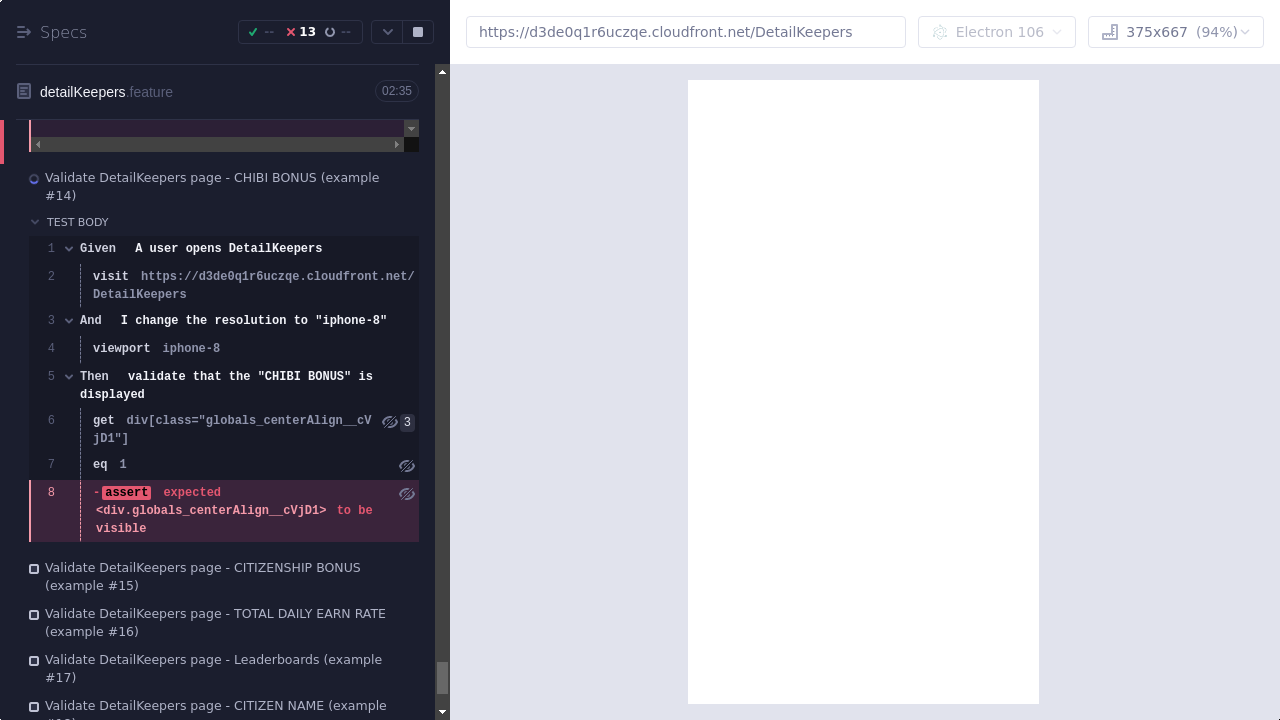 Specs
--
13
--
https://d3de0q1r6uczqe.cloudfront.net/DetailKeepers
Electron 106
375x667 (94%)
detailKeepers.feature
02:35
Validate DetailKeepers page - CHIBI BONUS (example
#14)
TEST BODY
1 Given A user opens DetailKeepers
2 visit https://d3de0q1r6uczqe.cloudfront.net/
DetailKeepers
3 And I change the resolution to "iphone-8"
4 viewport iphone-8
5 Then validate that the "CHIBI BONUS" is
displayed
6 get div[class="globals_centerAlign__cV
jD1"]
3
7 eq 1
8 -assert expected
<div.globals_centerAlign__cVjD1> to be
visible
Validate DetailKeepers page - CITIZENSHIP BONUS
(example #15)
Validate DetailKeepers page - TOTAL DAILY EARN RATE
(example #16)
Validate DetailKeepers page - Leaderboards (example
#17)
Validate DetailKeepers page - CITIZEN NAME (example